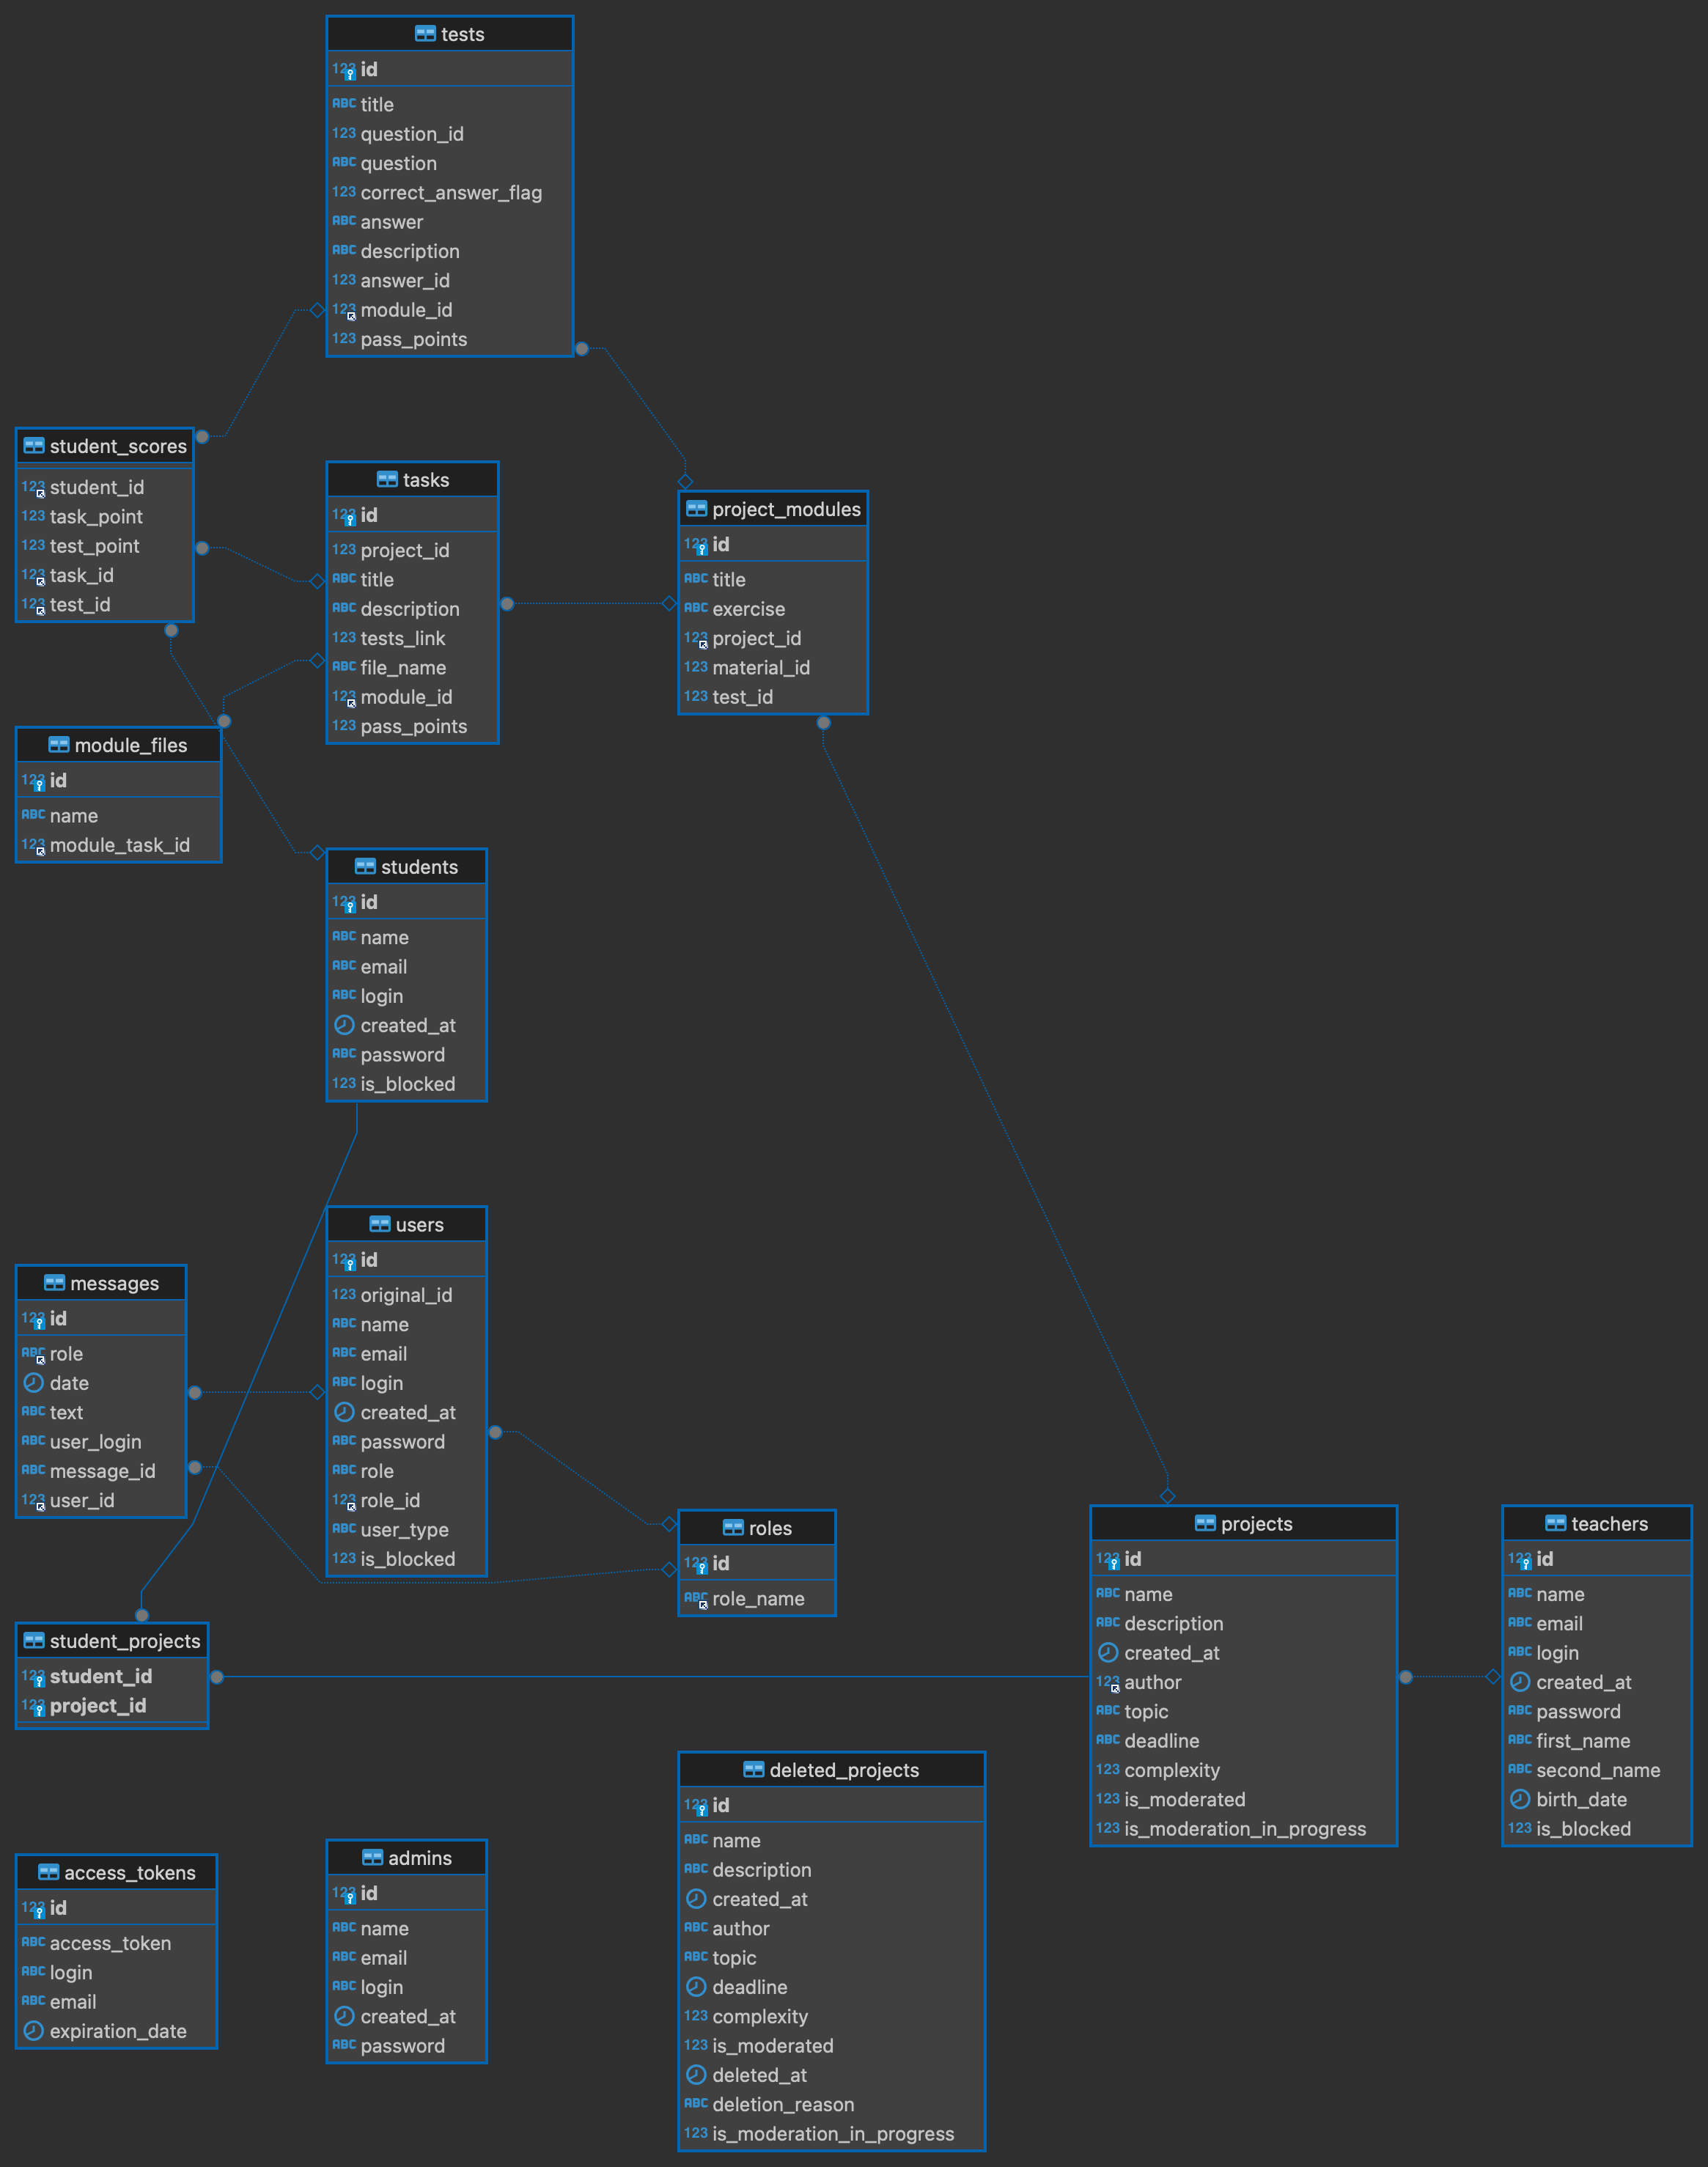 tests
123 id
ABC title
123 question_id
ABC question
123 correct_answer_flag
ABC answer
ABC description
123 answer_id
123 module_id
123 pass_points
student_scores
123 student_id
123 task_point
123 test_point
123 task_id
123 test_id
tasks
123 id
123 project_id
ABC title
ABC description
123 tests_link
ABC file_name
123 module_id
123 pass_points
project_modules
123 id
ABC title
ABC exercise
123 project_id
123 material_id
123 test_id
module_files
123 id
ABC name
123 module_task_id
students
123 id
ABC name
ABC email
ABC login
created_at
ABC password
123 is_blocked
users
123 id
123 original_id
ABC name
ABC email
ABC login
created_at
ABC password
ABC role
123 role_id
ABC user_type
123 is_blocked
messages
123 id
ABC role
date
ABC text
ABC user_login
ABC message_id
123 user_id
roles
123 id
ABC role_name
projects
123 id
ABC name
ABC description
created_at
123 author
ABC topic
ABC deadline
123 complexity
123 is_moderated
123 is_moderation_in_progress
teachers
123 id
ABC name
ABC email
ABC login
created_at
ABC password
ABC first_name
ABC second_name
birth_date
123 is_blocked
student_projects
123 student_id
123 project_id
deleted_projects
123 id
ABC name
ABC description
created_at
ABC author
ABC topic
deadline
123 complexity
123 is_moderated
deleted_at
ABC deletion_reason
123 is_moderation_in_progress
access_tokens
123 id
ABC access_token
ABC login
ABC email
expiration_date
admins
123 id
ABC name
ABC email
ABC login
created_at
ABC password